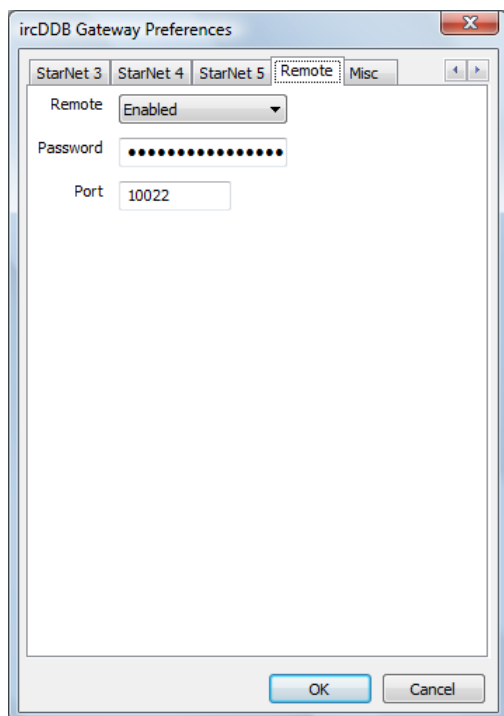 ircDDB Gateway Preferences
StarNet 3 StarNet 4 StarNet 5 Remote Misc
Remote Enabled
Password ●●●●●●●●●●●●●●●●
Port 10022
OK Cancel